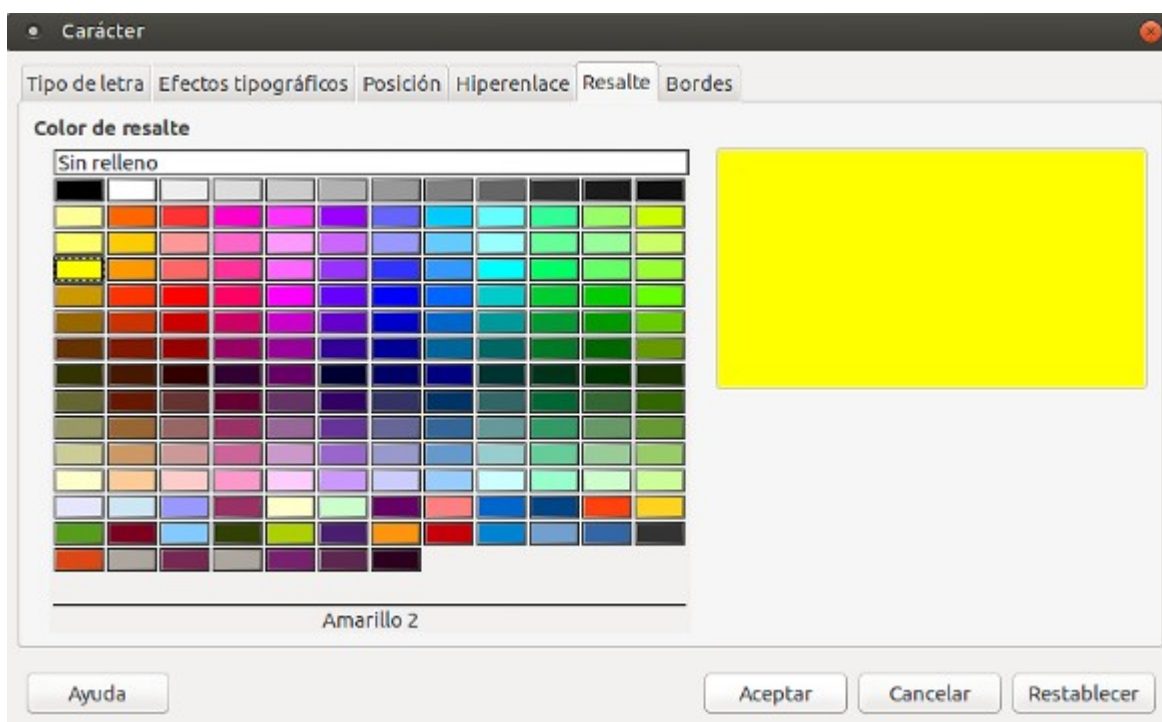 Carácter
Tipo de letra Efectos tipográficos Posición Hiperenlace Resalte Bordes
Color de resalte
Sin relleno
Amarillo 2
Ayuda Aceptar Cancelar Restablecer